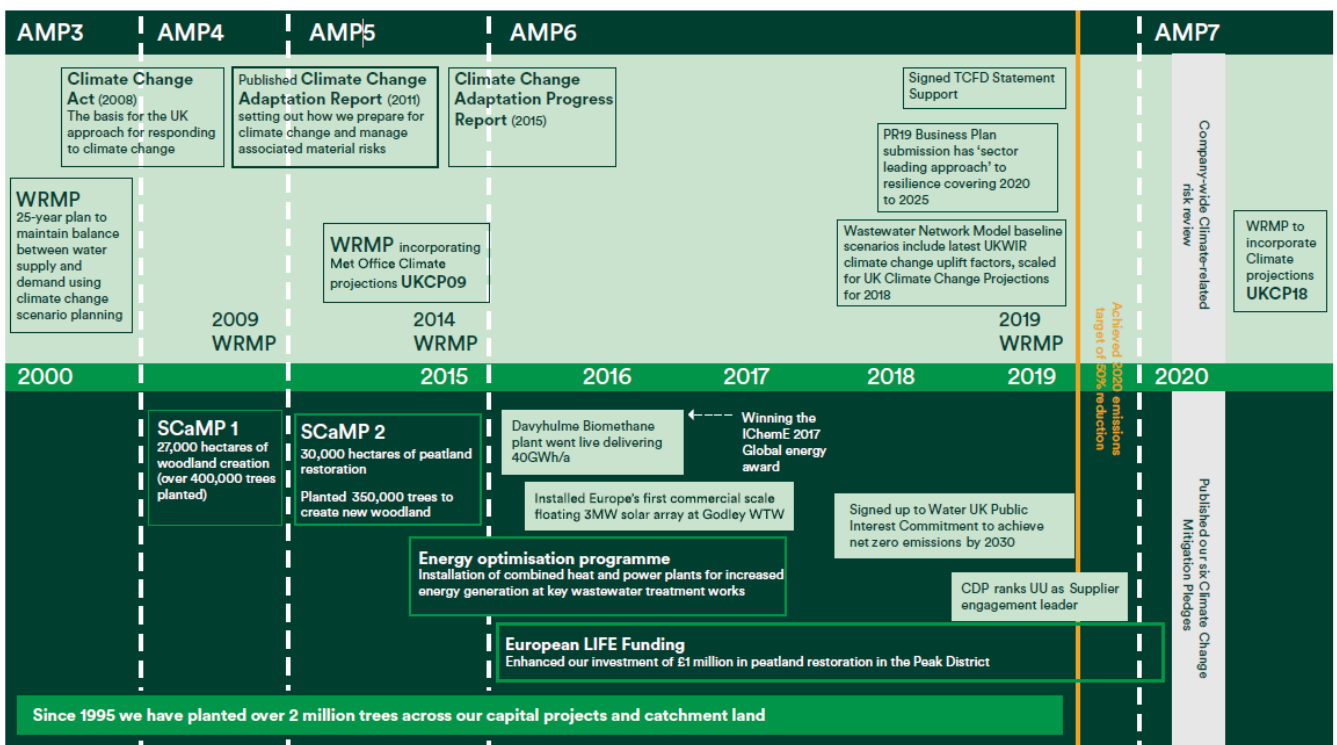 AMP3
AMP4
AMP5
AMP6
AMP7
Climate Change
Act (2008)
The basis for the UK
approach for responding
to climate change
Published Climate Change
Adaptation Report (2011)
setting out how we prepare for
climate change and manage
associated material risks
Climate Change
Adaptation Progress
Report (2015)
Signed TCFD Statement
Support
PR19 Business Plan
submission has ‘sector
leading approach’ to
resilience covering 2020
to 2025
WRMP
25-year plan to
maintain balance
between water
supply and
demand using
climate change
scenario planning
WRMP incorporating
Met Office Climate
projections UKCP09
Wastewater Network Model baseline
scenarios include latest UKWIR
climate change uplift factors, scaled
for UK Climate Change Projections
for 2018
Company-wide Climate-related
risk review
WRMP to
incorporate
Climate
projections
UKCP18
2009
WRMP
2014
WRMP
2019
WRMP
Achieved 2020 emissions
target of 50% reduction
2000
2015
2016
2017
2018
2019
2020
SCaMP 1
27,000 hectares of
woodland creation
(over 400,000 trees
planted)
SCaMP 2
30,000 hectares of peatland
restoration
Planted 350,000 trees to
create new woodland
Davyhulme Biomethane
plant went live delivering
40GWh/a
Winning the
IChemE 2017
Global energy
award
Installed Europe's first commercial scale
floating 3MW solar array at Godley WTW
Signed up to Water UK Public
Interest Commitment to achieve
net zero emissions by 2030
Energy optimisation programme
Installation of combined heat and power plants for increased
energy generation at key wastewater treatment works
CDP ranks UU as Supplier
engagement leader
European LIFE Funding
Enhanced our investment of £1 million in peatland restoration in the Peak District
Published our six Climate Change
Mitigation Pledges
Since 1995 we have planted over 2 million trees across our capital projects and catchment land